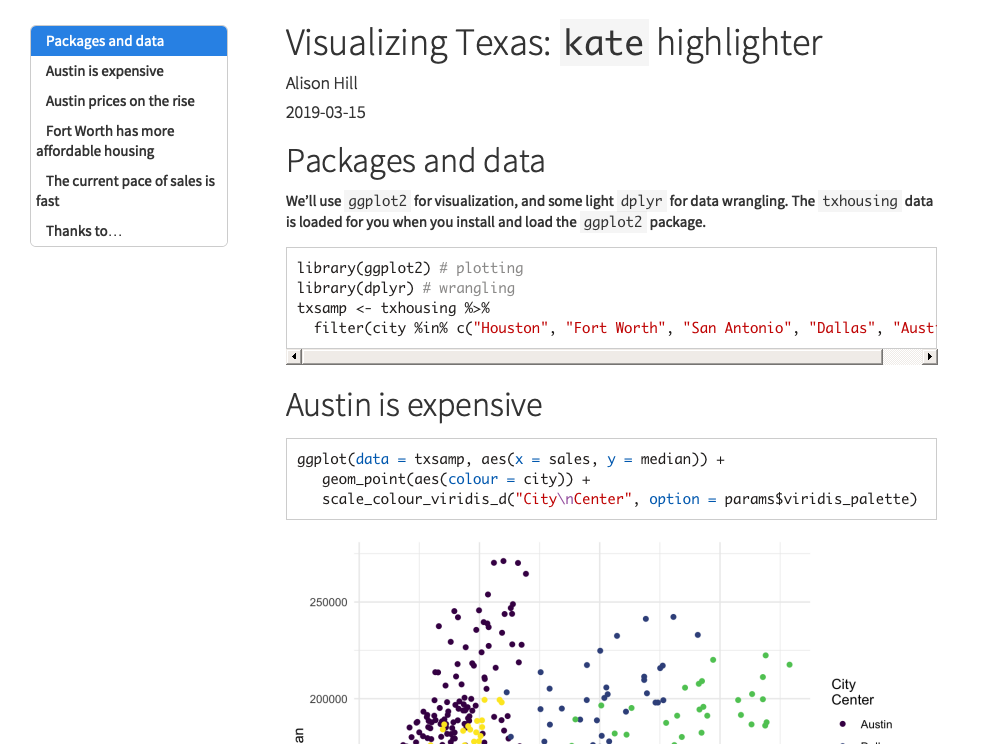 Packages and data
Austin is expensive
Austin prices on the rise
Fort Worth has more
affordable housing
The current pace of sales is
fast
Thanks to…
Visualizing Texas: kate highlighter
Alison Hill
2019-03-15
Packages and data
We’ll use ggplot2 for visualization, and some light dplyr for data wrangling. The txhousing data
is loaded for you when you install and load the ggplot2 package.
library(ggplot2) # plotting
library(dplyr) # wrangling
txsamp <- txhousing %>%
filter(city %in% c("Houston", "Fort Worth", "San Antonio", "Dallas", "Aust
Austin is expensive
ggplot(data = txsamp, aes(x = sales, y = median)) +
geom_point(aes(colour = city)) +
scale_colour_viridis_d("City\nCenter", option = params$viridis_palette)
250000
200000
an
City
Center
Austin